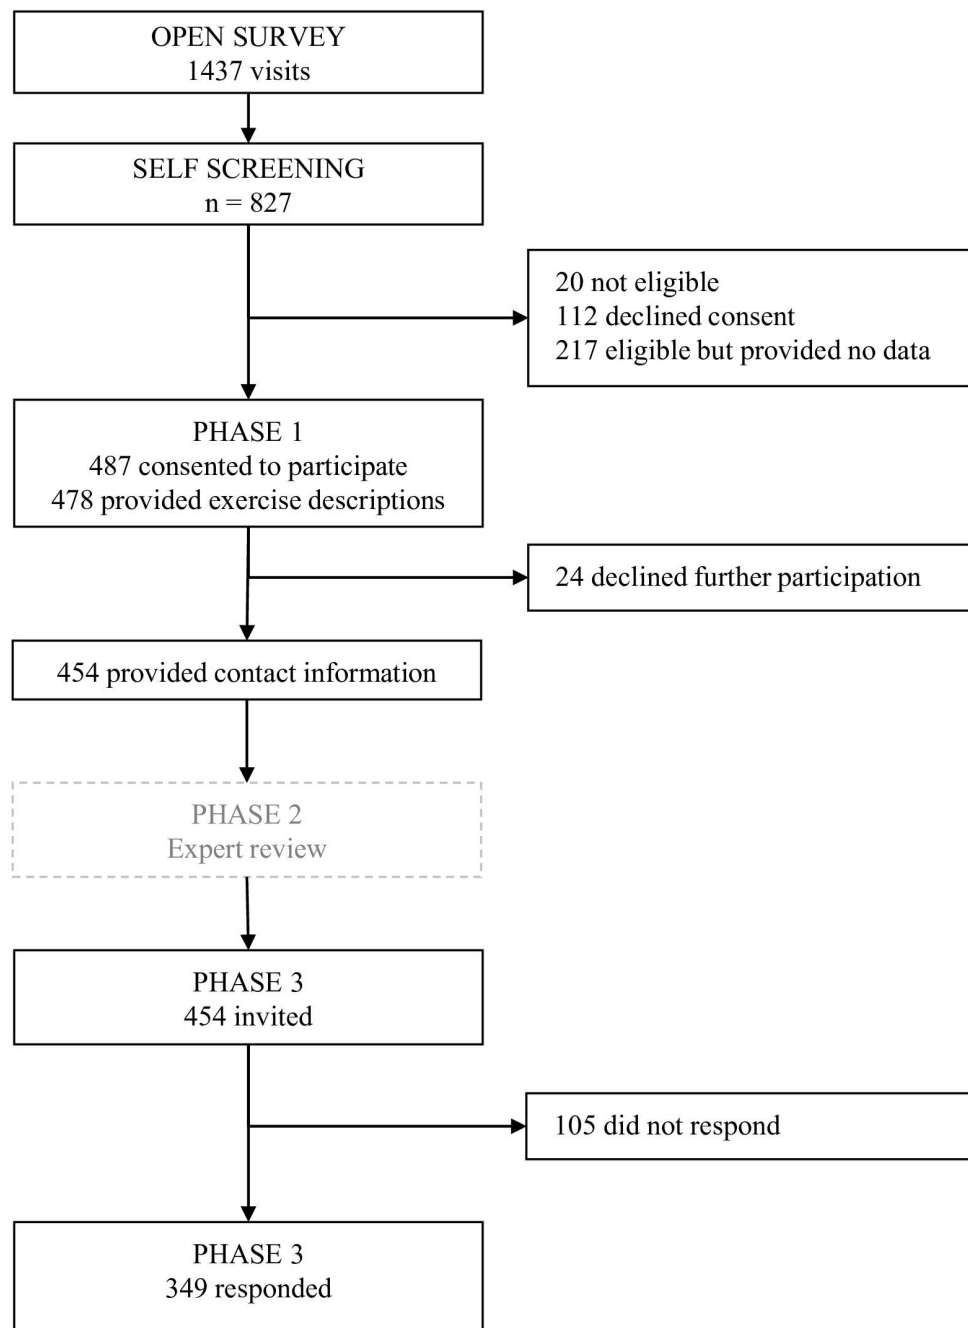 OPEN SURVEY
1437 visits
SELF SCREENING
n = 827
20 not eligible
112 declined consent
217 eligible but provided no data
PHASE 1
487 consented to participate
478 provided exercise descriptions
24 declined further participation
454 provided contact information
PHASE 2
Expert review
PHASE 3
454 invited
105 did not respond
PHASE 3
349 responded